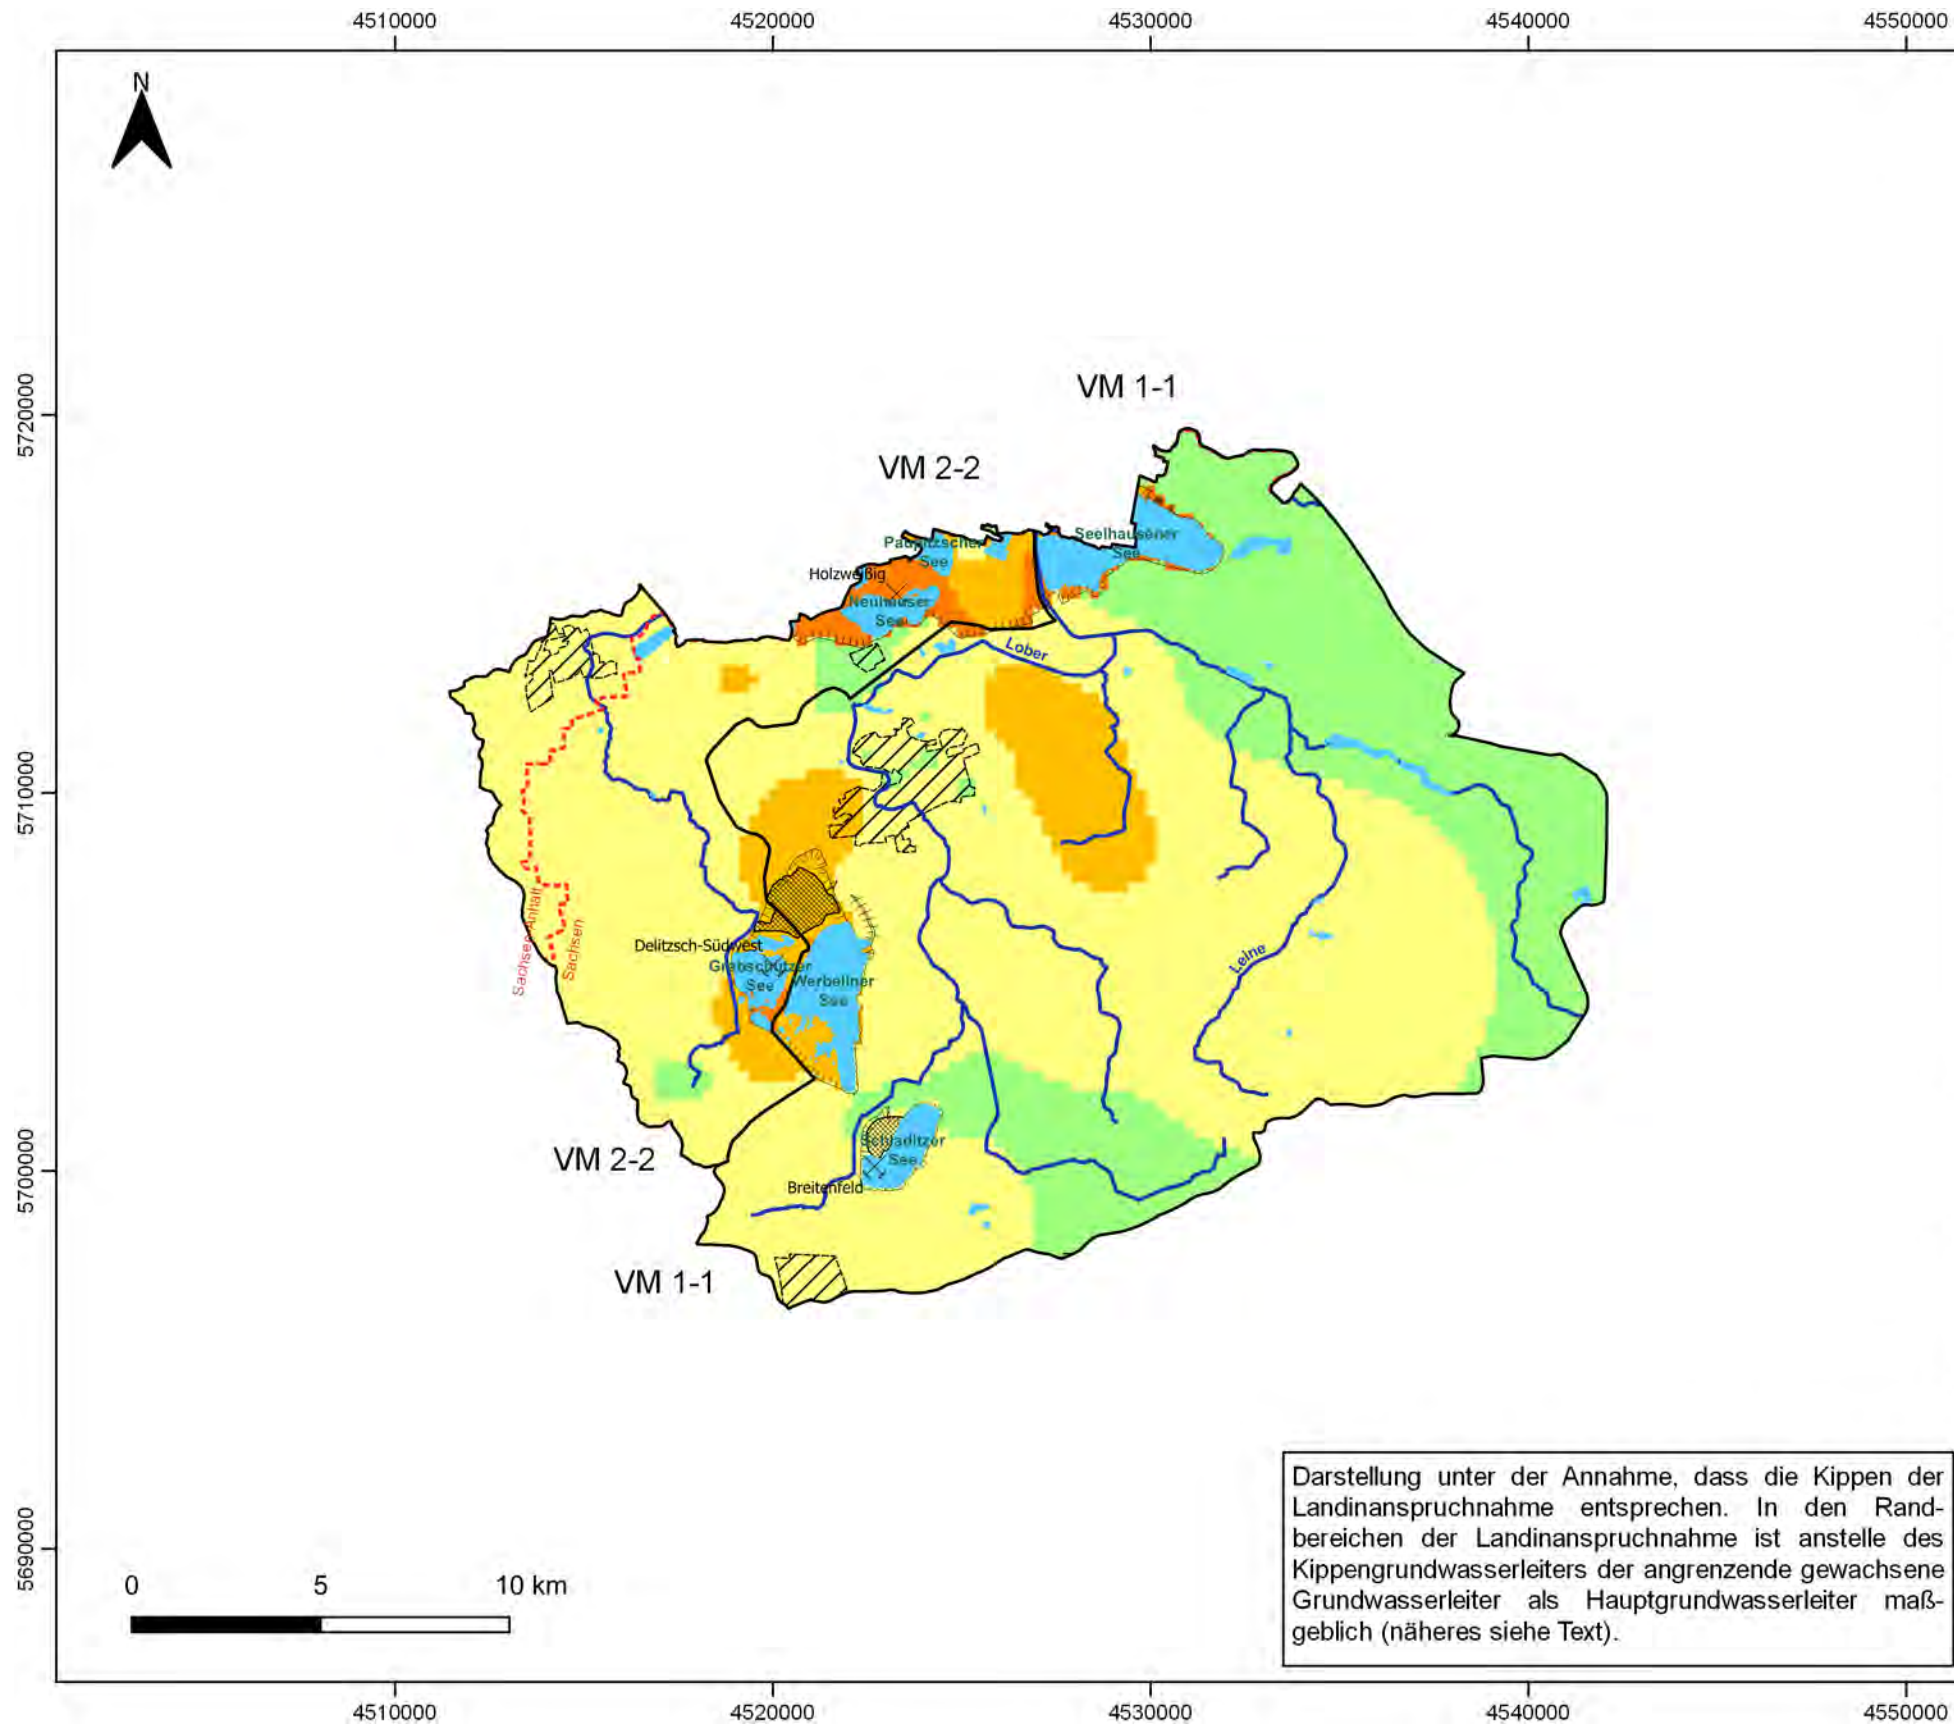 4510000 4520000 4530000 4540000 4550000
N
5720000
5710000
5700000
5690000
VM 1-1
VM 2-2
Seelhausener
See
Paupitzscher
See
Holzweißig
Neuhauser
See
Lober
Sachsen-Anhalt
Sachsen
Delitzsch-Südwest
Grabschützer
See
Werbeliner
See
Leine
VM 2-2
Schladitzer
See
Breitenfeld
VM 1-1
0 5 10 km
Darstellung unter der Annahme, dass die Kippen der
Landinanspruchnahme entsprechen. In den Rand-
bereichen der Landinanspruchnahme ist anstelle des
Kippengrundwasserleiters der angrenzende gewachsene
Grundwasserleiter als Hauptgrundwasserleiter maß-
geblich (näheres siehe Text).
4510000 4520000 4530000 4540000 4550000